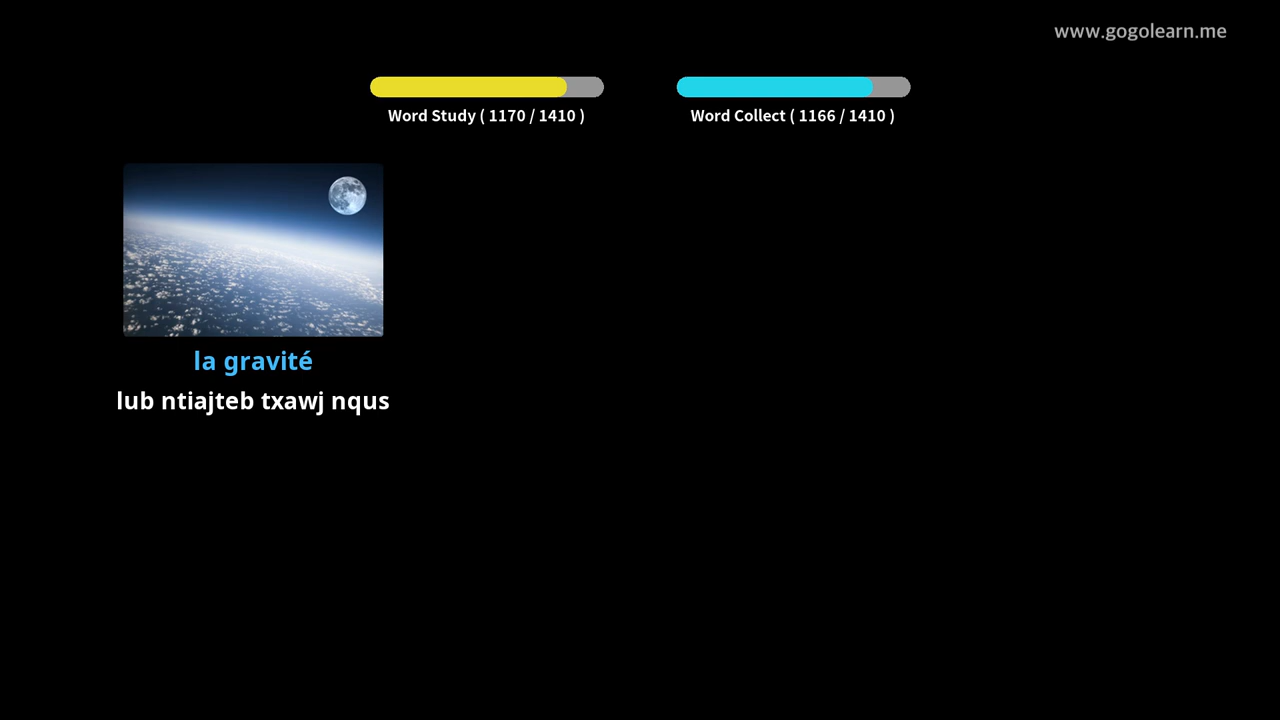 www.gogolearn.me
Word Study ( 1170 / 1410 )
Word Collect ( 1166 / 1410 )
la gravité
lub ntiajteb txawj nqus